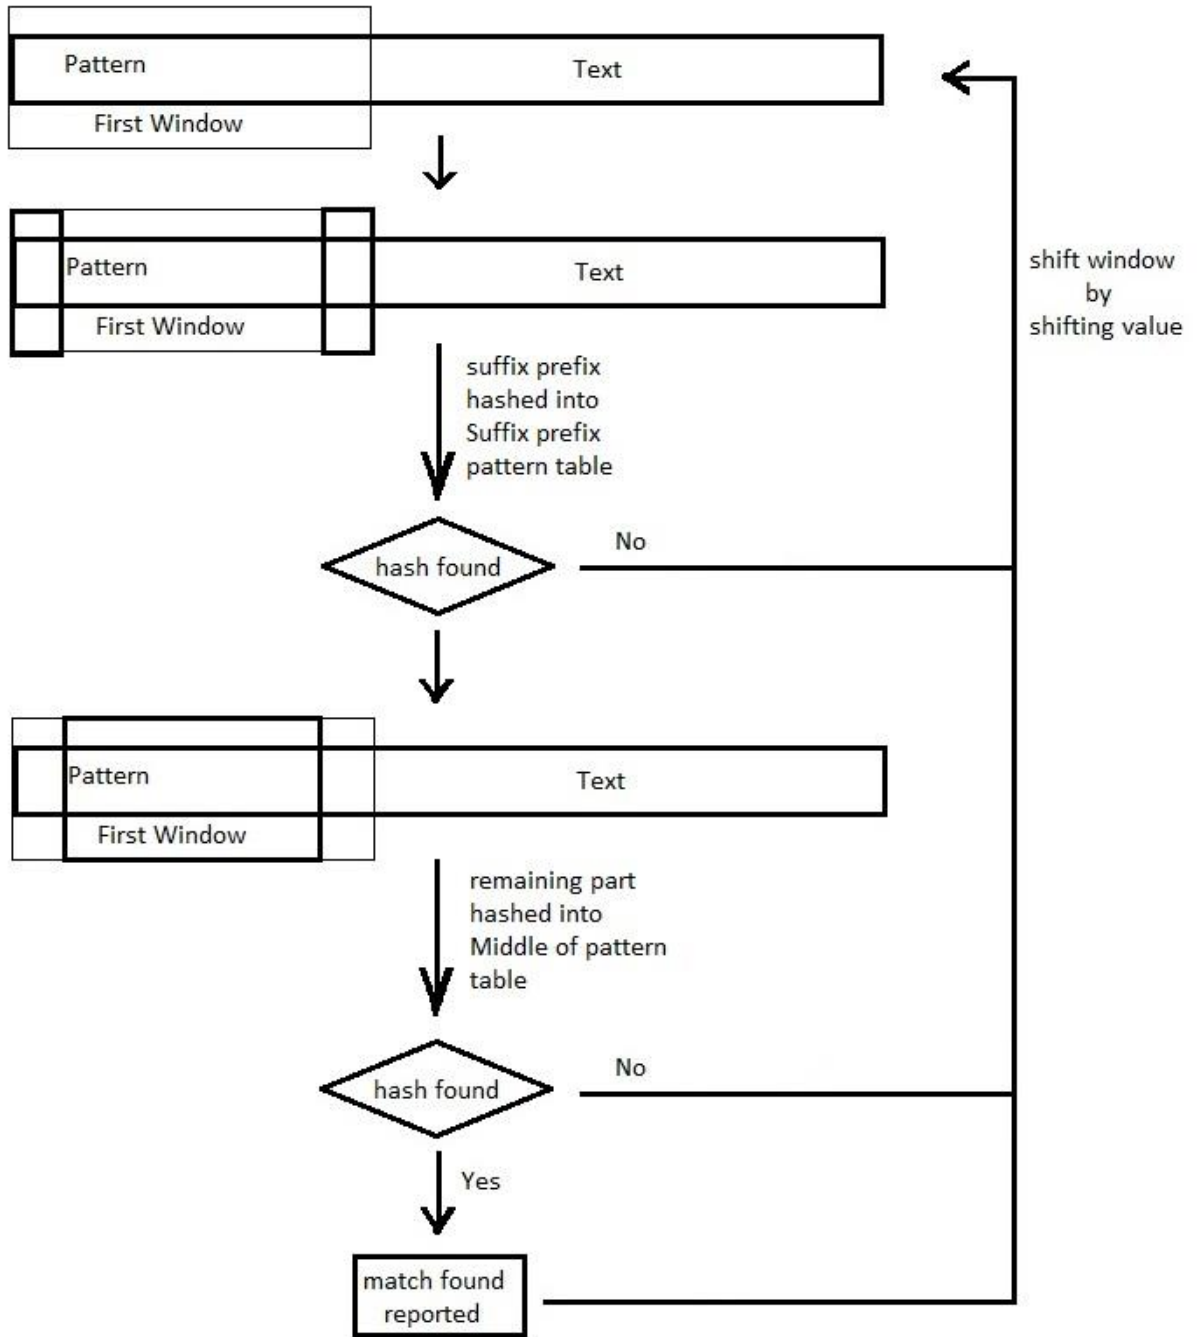 Pattern
Text
First Window
Pattern
Text
First Window
shift window
by
shifting value
suffix prefix
hashed into
Suffix prefix
pattern table
hash found
No
Pattern
Text
First Window
remaining part
hashed into
Middle of pattern
table
hash found
No
Yes
match found
reported